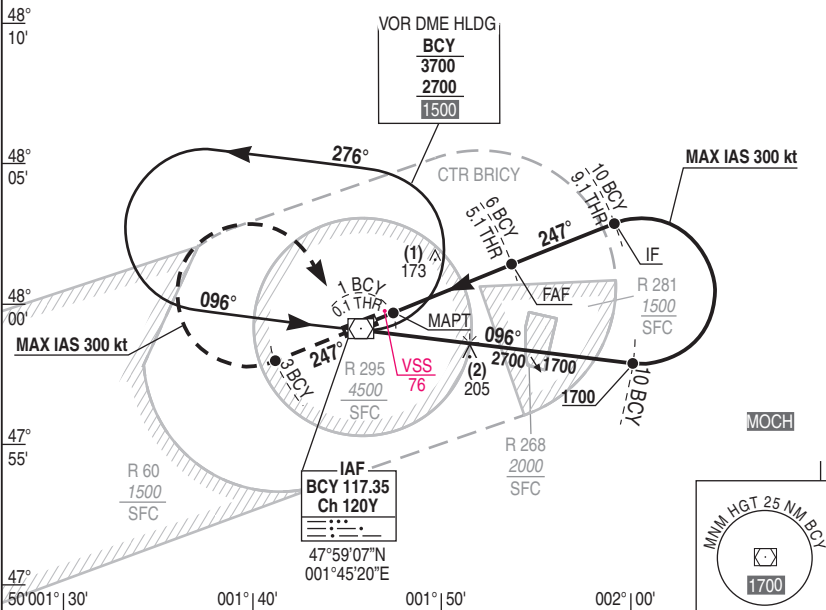 48°
10'
VOR DME HLDG
BCY
3700
2700
1500
48°
05'
276°
CTR BRICY
MAX IAS 300 kt
10 BCY
9.1 THR
6 BCY
5.1 THR
247°
IF
(1)
173
FAF
R 281
1500
SFC
48°
00'
096°
1 BCY
0.1 THR
MAPT
096°
2700
1700
MAX IAS 300 kt
247°
3 BCY
R 295
4500
SFC
VSS
76
(2)
205
1700
10 BCY
MOCH
47°
55'
R 268
2000
SFC
R 60
1500
SFC
IAF
BCY 117.35
Ch 120Y
47°59'07"N
001°45'20"E
MNM HGT 25 NM BCY
1700
47°
50'
001°30'
001°40'
001°50'
002°00'